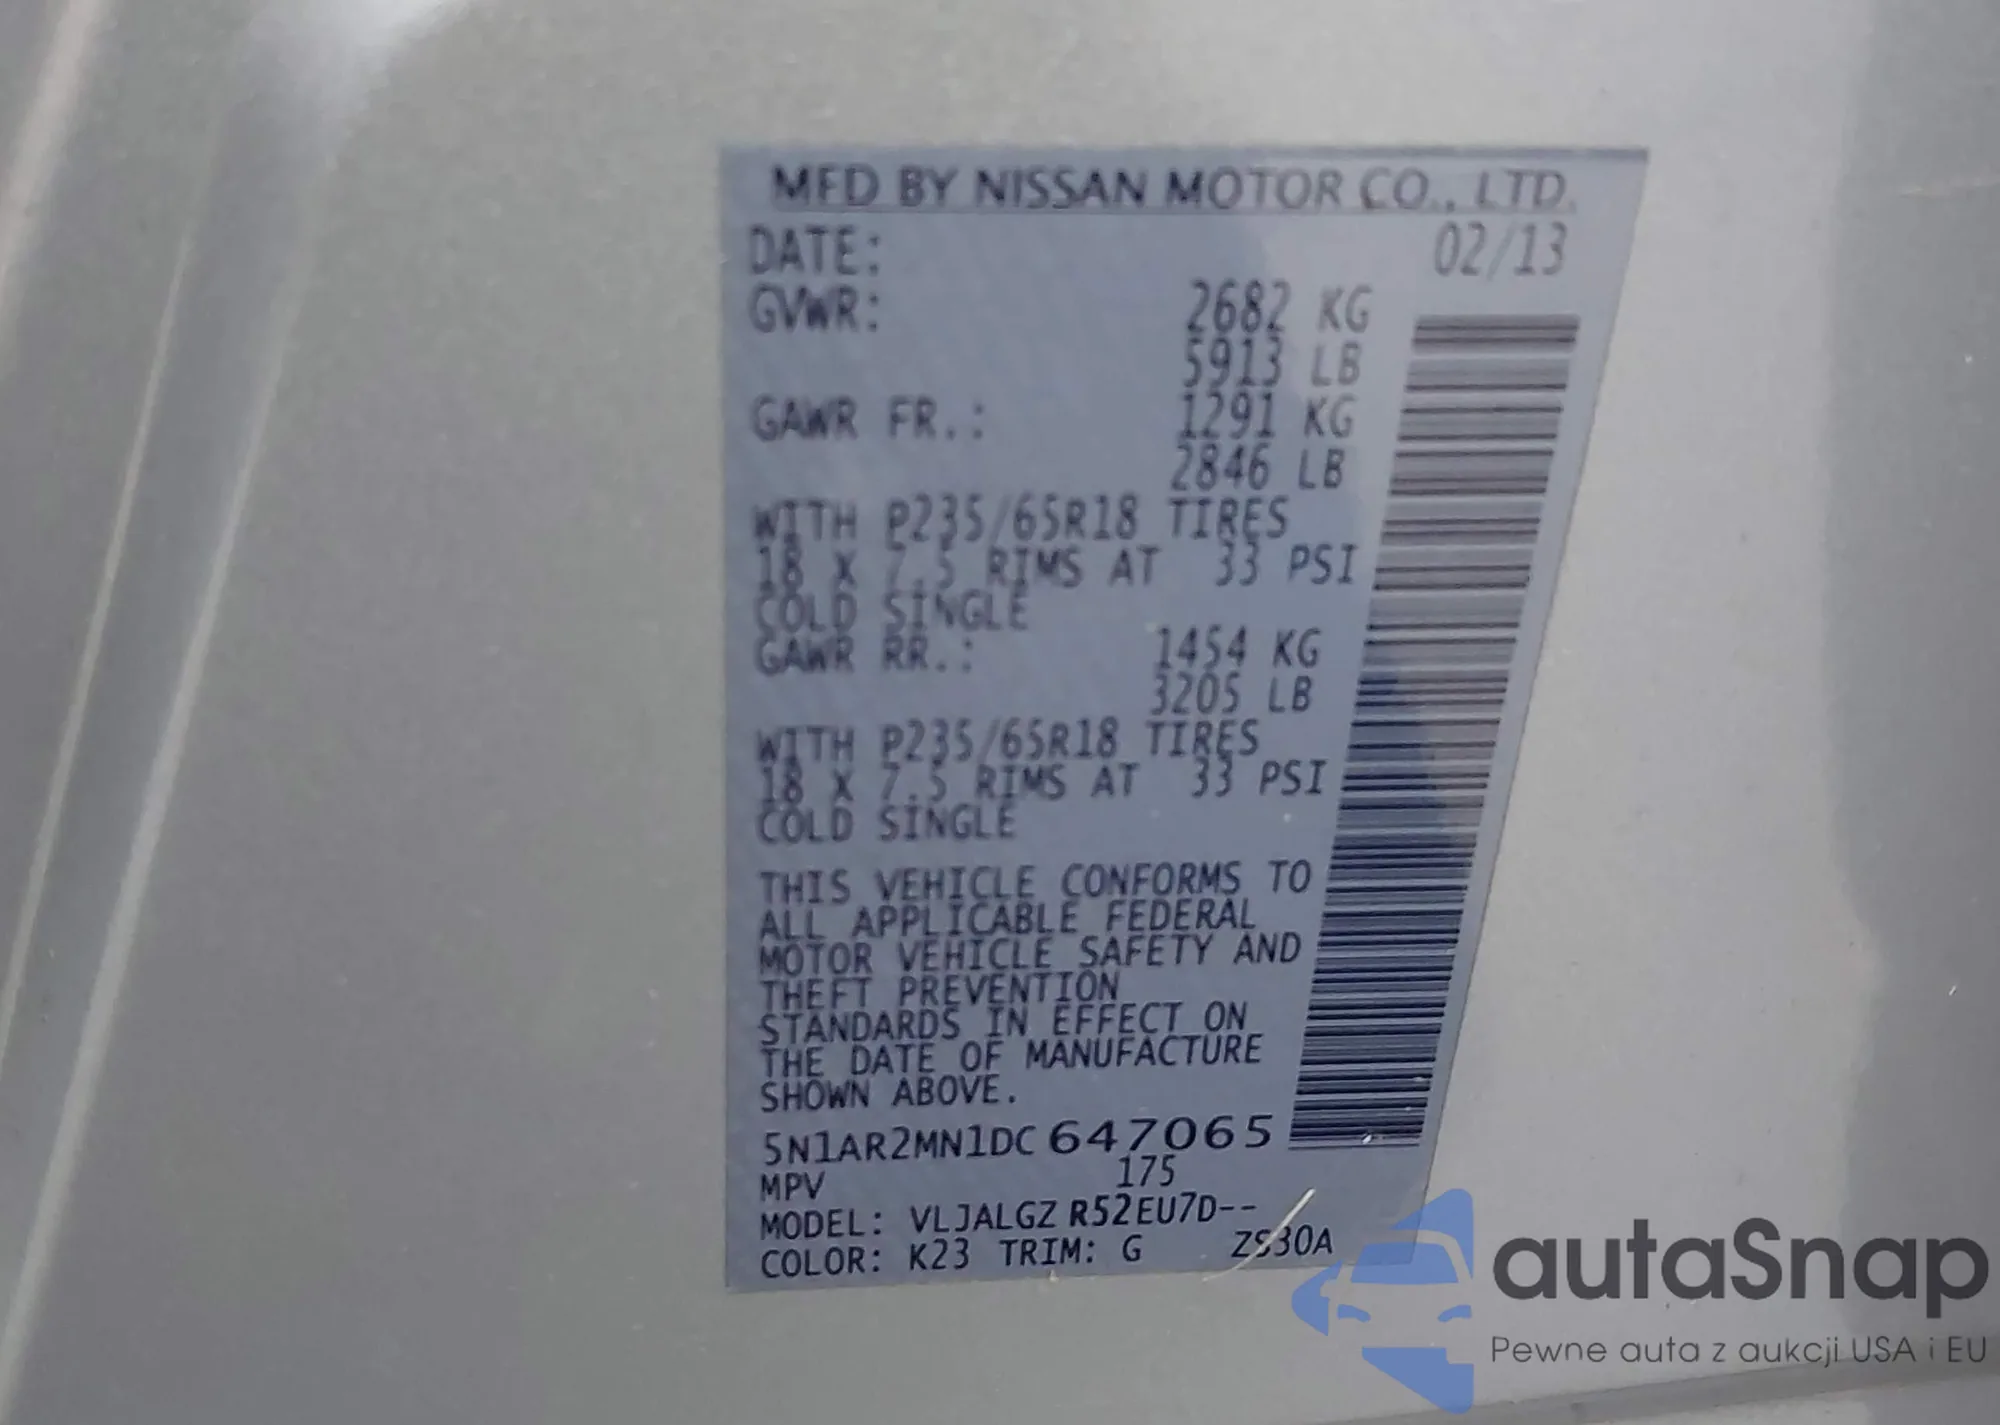 MFD BY NISSAN MOTOR CO., LTD.
DATE: 02/13
GVWR: 2682 KG
5913 LB
GAWR FR.: 1291 KG
2846 LB
WITH P235/65R18 TIRES
18 X 7.5 RIMS AT 33 PSI
COLD SINGLE
GAWR RR.: 1454 KG
3205 LB
WITH P235/65R18 TIRES
18 X 7.5 RIMS AT 33 PSI
COLD SINGLE
THIS VEHICLE CONFORMS TO
ALL APPLICABLE FEDERAL
MOTOR VEHICLE SAFETY AND
THEFT PREVENTION
STANDARDS IN EFFECT ON
THE DATE OF MANUFACTURE
SHOWN ABOVE.
5N1AR2MN1DC 647065
MPV 175
MODEL: VLJALGZ R52EU7D--
COLOR: K23 TRIM: G ZS30A
autaSnap
Pewne auta z aukcji USA i EU